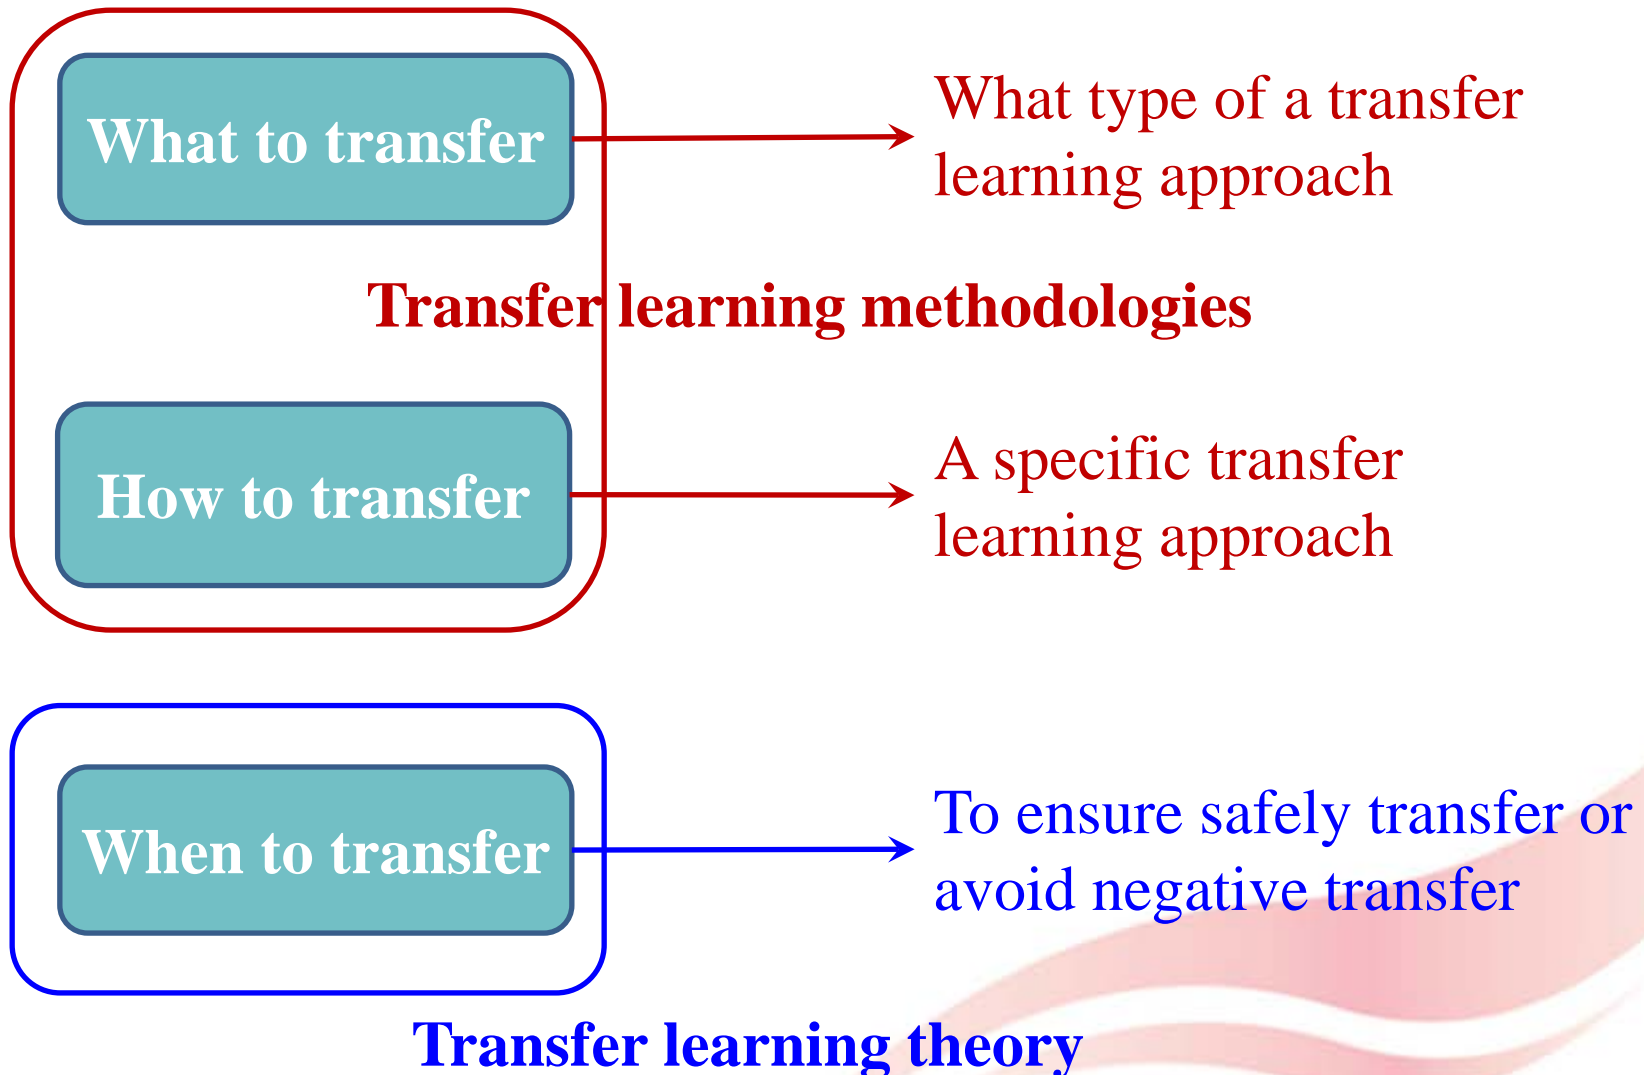 What to transfer
What type of a transfer
learning approach
Transfer learning methodologies
How to transfer
A specific transfer
learning approach
When to transfer
To ensure safely transfer or
avoid negative transfer
Transfer learning theory